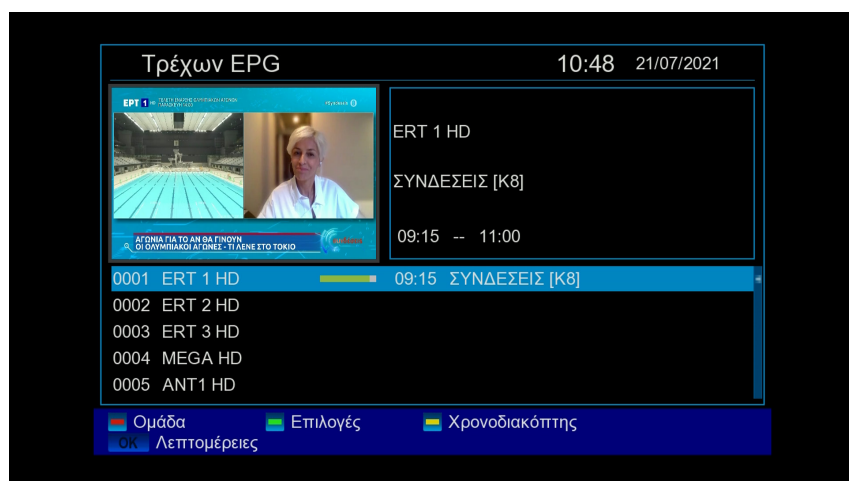 Τρέχων EPG
10:48 21/07/2021
ΕΡΤ 1
ERT 1 HD
ΣΥΝΔΕΣΕΙΣ [K8]
09:15 -- 11:00
ΑΓΩΝΙΑ ΓΙΑ ΤΟ ΑΝ ΘΑ ΓΙΝΟΥΝ
ΟΙ ΟΛΥΜΠΙΑΚΟΙ ΑΓΩΝΕΣ - ΤΙ ΛΕΝΕ ΣΤΟ ΤΟΚΙΟ
0001 ERT 1 HD 09:15 ΣΥΝΔΕΣΕΙΣ [K8]
0002 ERT 2 HD
0003 ERT 3 HD
0004 MEGA HD
0005 ANT1 HD
Ομάδα Επιλογές Χρονοδιακόπτης
OK Λεπτομέρειες